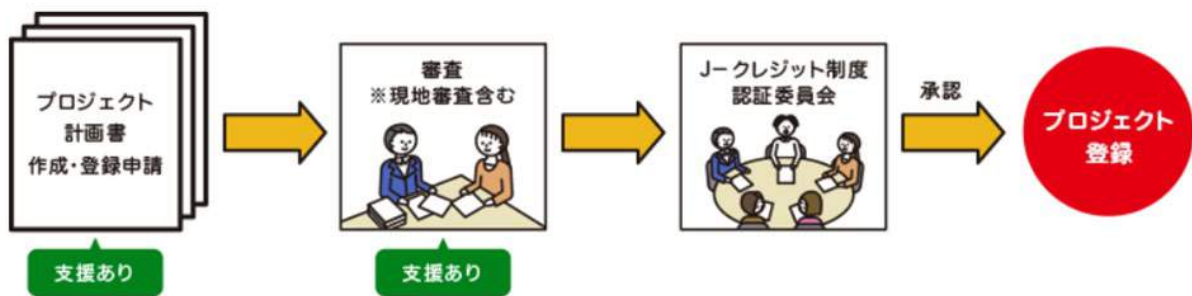 プロジェクト
計画書
作成・登録申請
支援あり
審査
※現地審査含む
支援あり
J－クレジット制度
認証委員会
承認
プロジェクト
登録